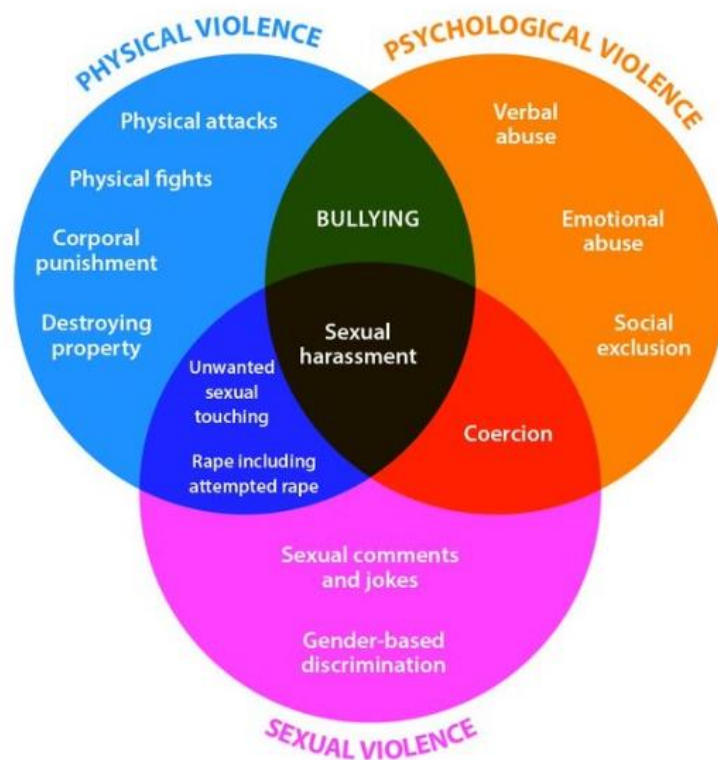 PHYSICAL VIOLENCE
PSYCHOLOGICAL VIOLENCE
Physical attacks
Physical fights
Corporal
punishment
Destroying
property
BULLYING
Verbal
abuse
Emotional
abuse
Social
exclusion
Sexual
harassment
Unwanted
sexual
touching
Rape including
attempted rape
Coercion
Sexual comments
and jokes
Gender-based
discrimination
SEXUAL VIOLENCE